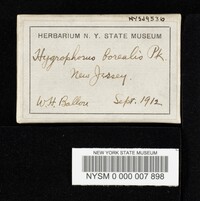 NYSd9536
HERBARIUM N. Y. STATE MUSEUM
Hygrophorus borealis Pk.
New Jersey.
W.H. Ballou Sept. 1912
NEW YORK STATE MUSEUM
NYSM 0 000 007 898